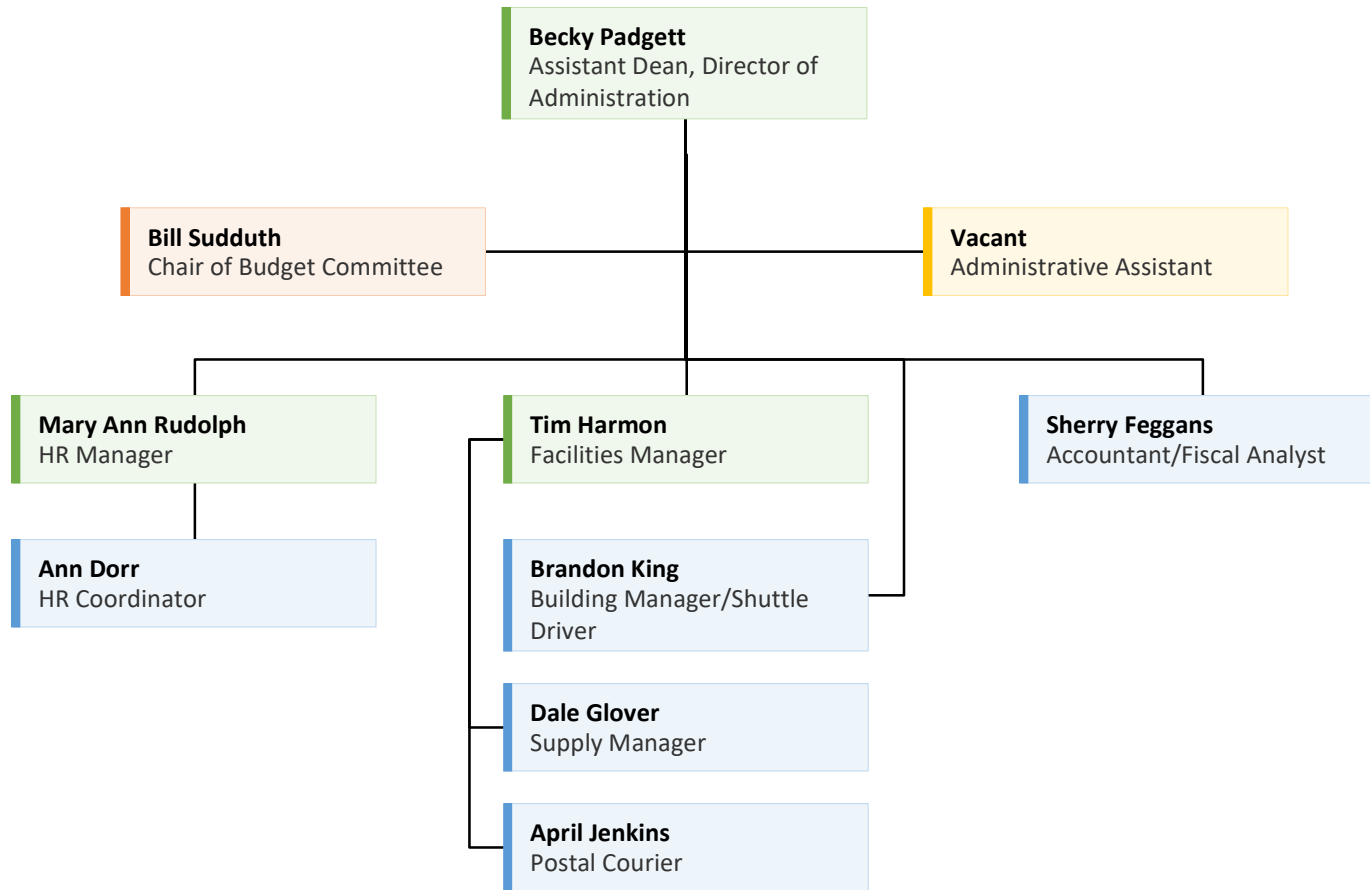 Becky Padgett
Assistant Dean, Director of
Administration
Bill Sudduth
Chair of Budget Committee
Vacant
Administrative Assistant
Mary Ann Rudolph
HR Manager
Tim Harmon
Facilities Manager
Sherry Feggans
Accountant/Fiscal Analyst
Ann Dorr
HR Coordinator
Brandon King
Building Manager/Shuttle
Driver
Dale Glover
Supply Manager
April Jenkins
Postal Courier